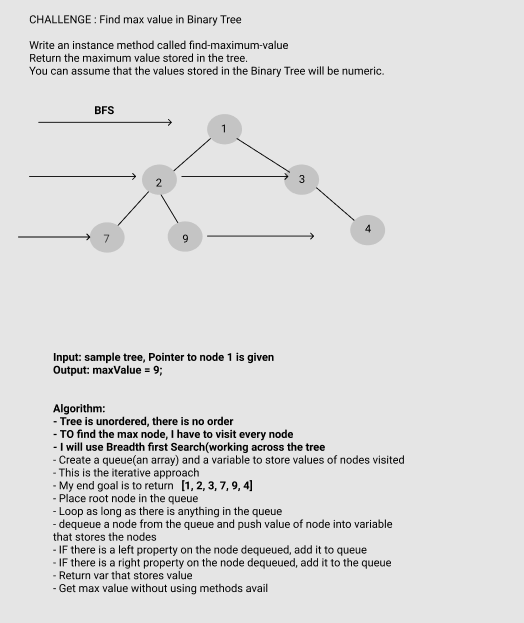 CHALLENGE : Find max value in Binary Tree
Write an instance method called find-maximum-value
Return the maximum value stored in the tree.
You can assume that the values stored in the Binary Tree will be numeric.
BFS
1
2
3
7
9
4
Input: sample tree, Pointer to node 1 is given
Output: maxValue = 9;
Algorithm:
- Tree is unordered, there is no order
- TO find the max node, I have to visit every node
- I will use Breadth first Search(working across the tree
- Create a queue(an array) and a variable to store values of nodes visited
- This is the iterative approach
- My end goal is to return [1, 2, 3, 7, 9, 4]
- Place root node in the queue
- Loop as long as there is anything in the queue
- dequeue a node from the queue and push value of node into variable
that stores the nodes
- IF there is a left property on the node dequeued, add it to queue
- IF there is a right property on the node dequeued, add it to the queue
- Return var that stores value
- Get max value without using methods avail